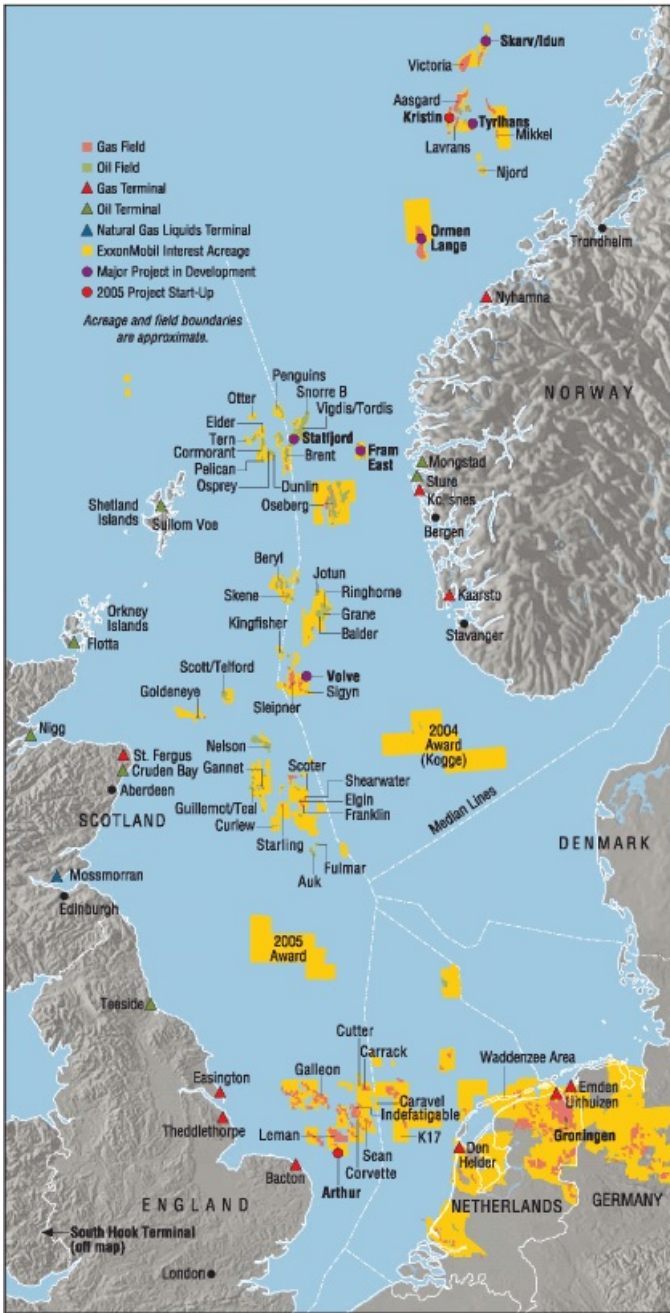 Skarv/Idun
Victoria
Aasgard
Kristin
Tyrihans
Lavrans
Mikkel
Njord
Gas Field
Oil Field
Gas Terminal
Oil Terminal
Natural Gas Liquids Terminal
ExxonMobil Interest Acreage
Major Project in Development
2005 Project Start-Up
Acreage and field boundaries
are approximate.
Ormen
Lange
Trondheim
Nyhamna
NORWAY
Penguins
Snorre B
Otter
Vigdis/Tordis
Eider
Tern
Statfjord
Cormorant
Brent
Fram
East
Pelican
Osprey
Dunlin
Oseberg
Mongstad
Sture
Kollsnes
Bergen
Shetland
Islands
Sullom Voe
Beryl
Jotun
Skene
Ringhorne
Grane
Balder
Kaarsto
Stavanger
Orkney
Islands
Flotta
Kingfisher
Scott/Telford
Volve
Goldeneye
Sigyn
Sleipner
Nigg
2004
Award
(Kogge)
Nelson
St. Fergus
Scoter
Gannet
Cruden Bay
Shearwater
Aberdeen
Elgin
Guillemot/Teal
Franklin
SCOTLAND
Curlew
Starling
Median Lines
Fulmar
Auk
DENMARK
Mossmorran
Edinburgh
2005
Award
Teeside
Cutter
Carrack
Galleon
Waddenzee Area
Easington
Caravel
Indefatigable
Emden
Uithuizen
Theddlethorpe
Leman
Sean
K17
Groningen
Corvette
Den
Helder
Bacton
Arthur
ENGLAND
NETHERLANDS
GERMANY
South Hook Terminal
(off map)
London